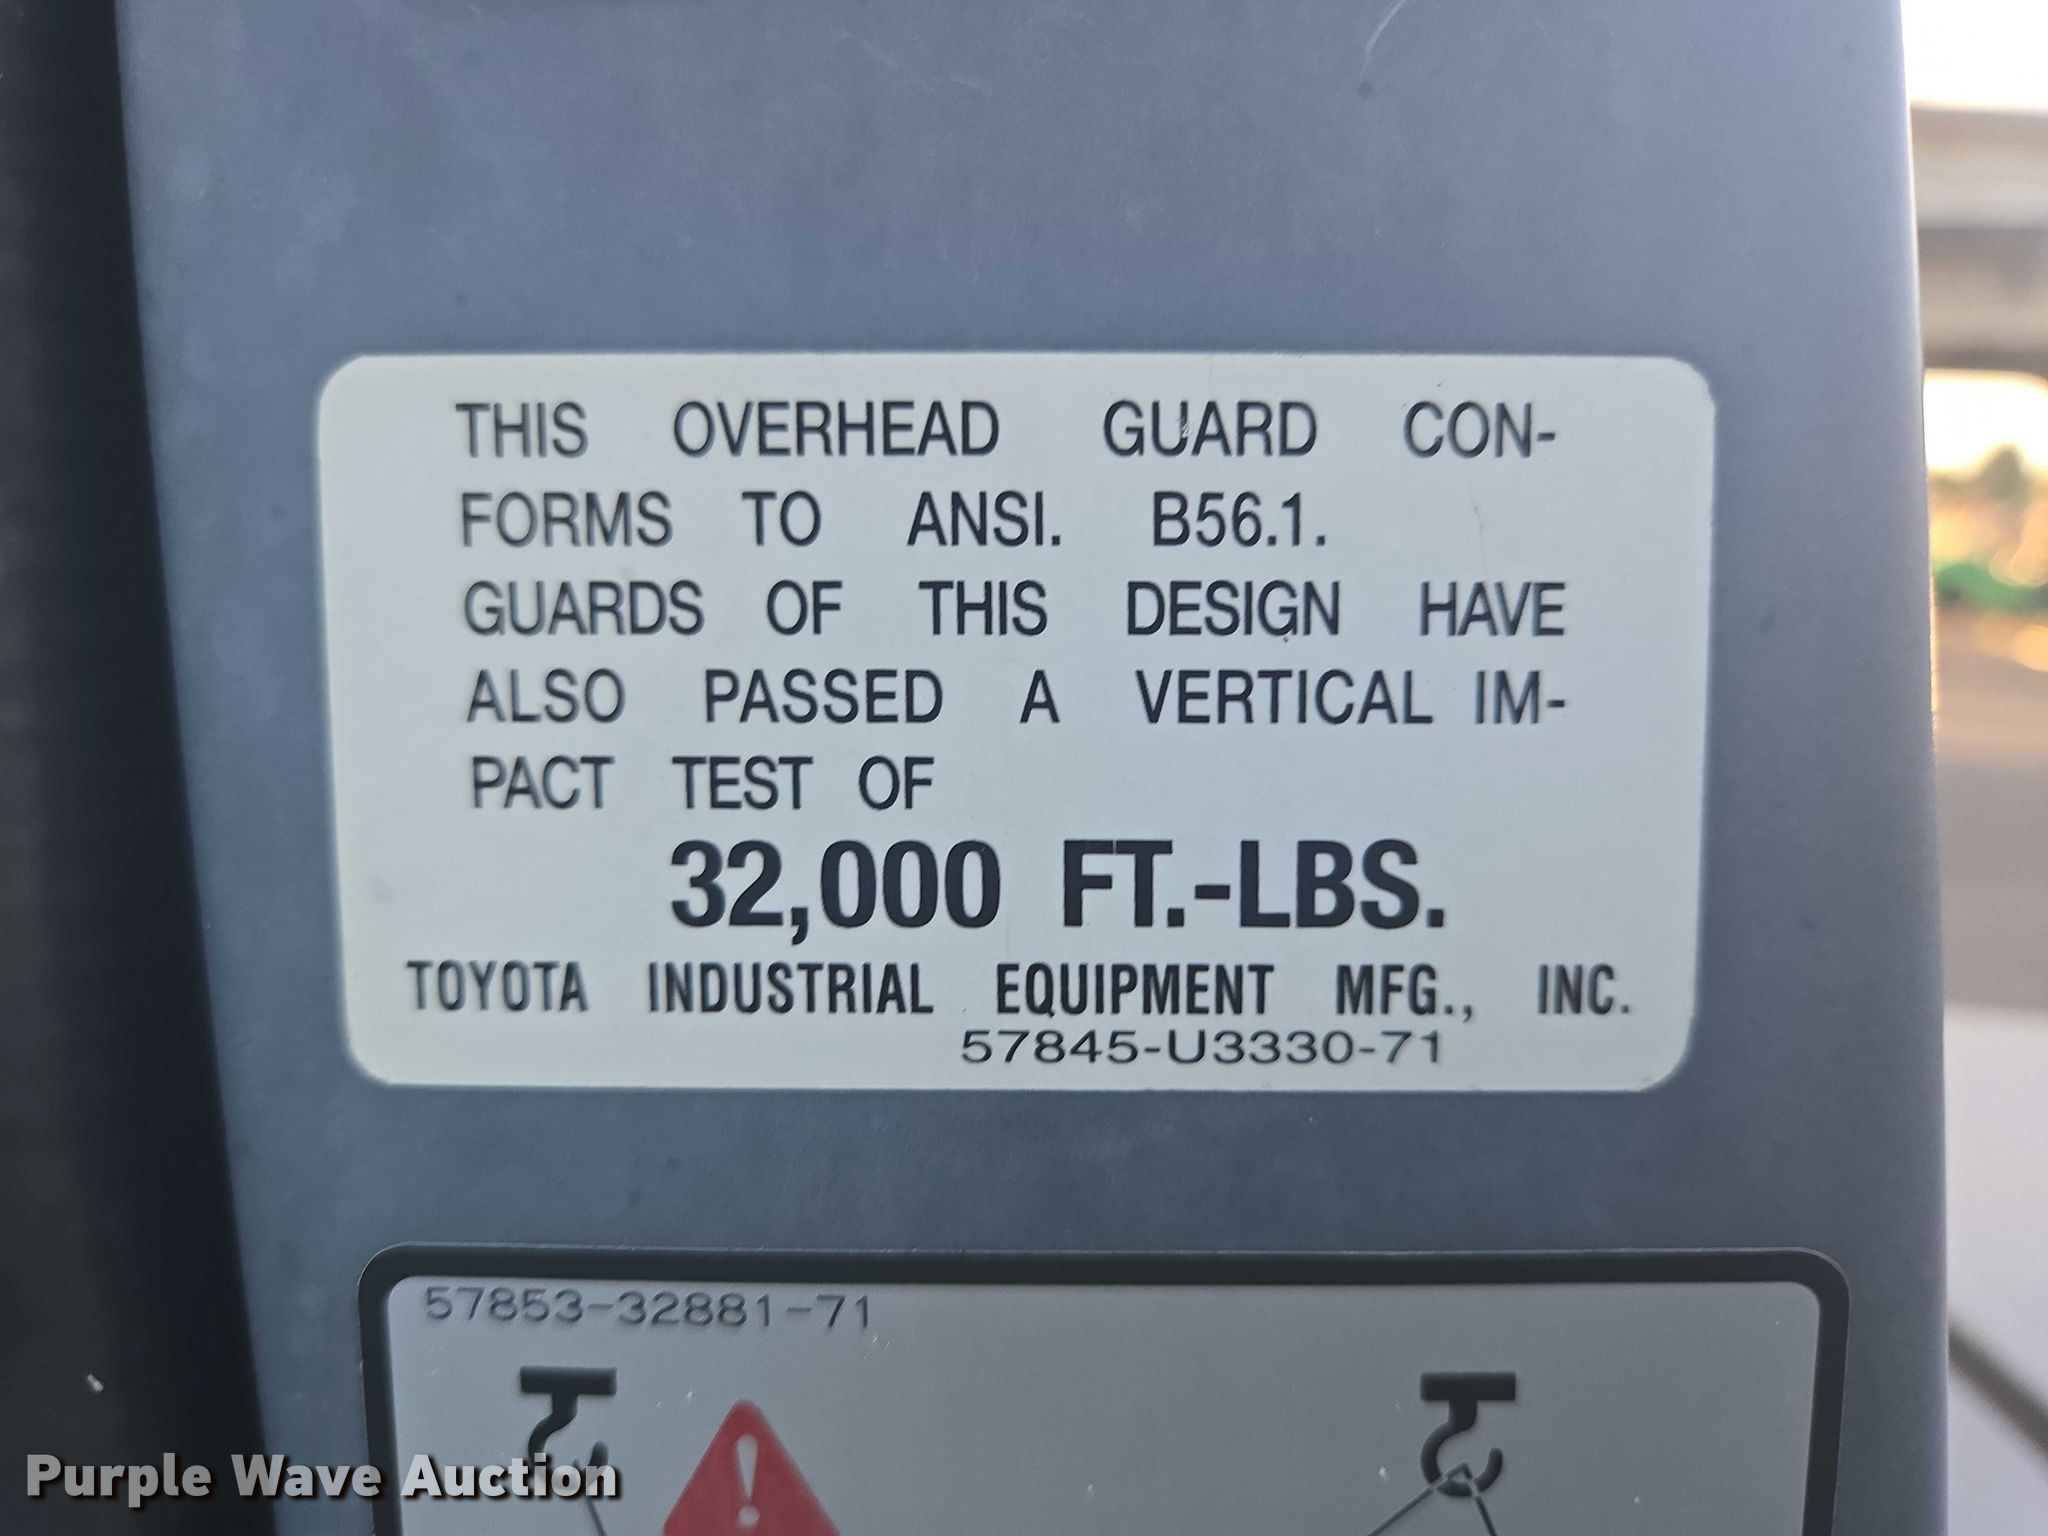 THIS OVERHEAD GUARD CON-
FORMS TO ANSI. B56.1.
GUARDS OF THIS DESIGN HAVE
ALSO PASSED A VERTICAL IM-
PACT TEST OF
32,000 FT.-LBS.
TOYOTA INDUSTRIAL EQUIPMENT MFG., INC.
57845-U3330-71
57853-32881-71
!
Purple Wave Auction